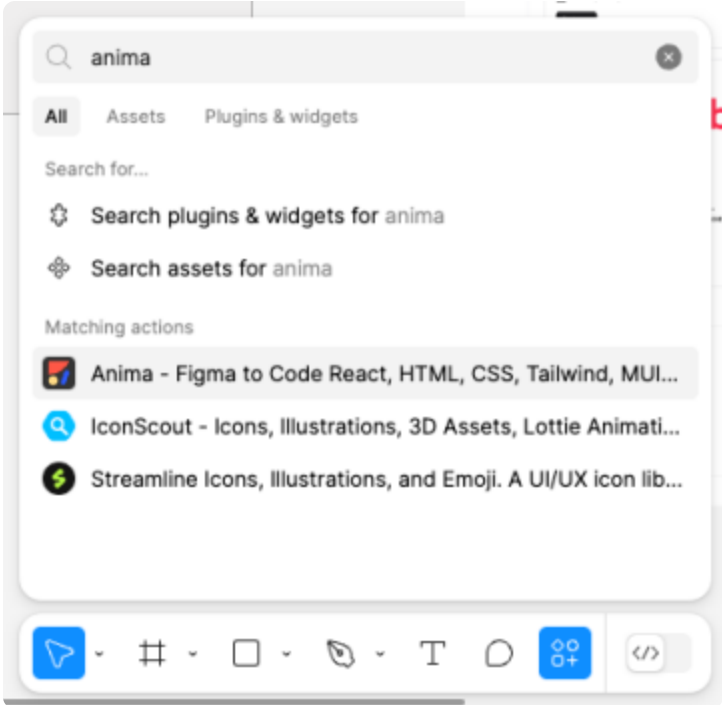 anima
All Assets Plugins & widgets
Search for...
Search plugins & widgets for anima
Search assets for anima
Matching actions
Anima - Figma to Code React, HTML, CSS, Tailwind, MUI...
IconScout - Icons, Illustrations, 3D Assets, Lottie Animati...
Streamline Icons, Illustrations, and Emoji. A UI/UX icon lib...